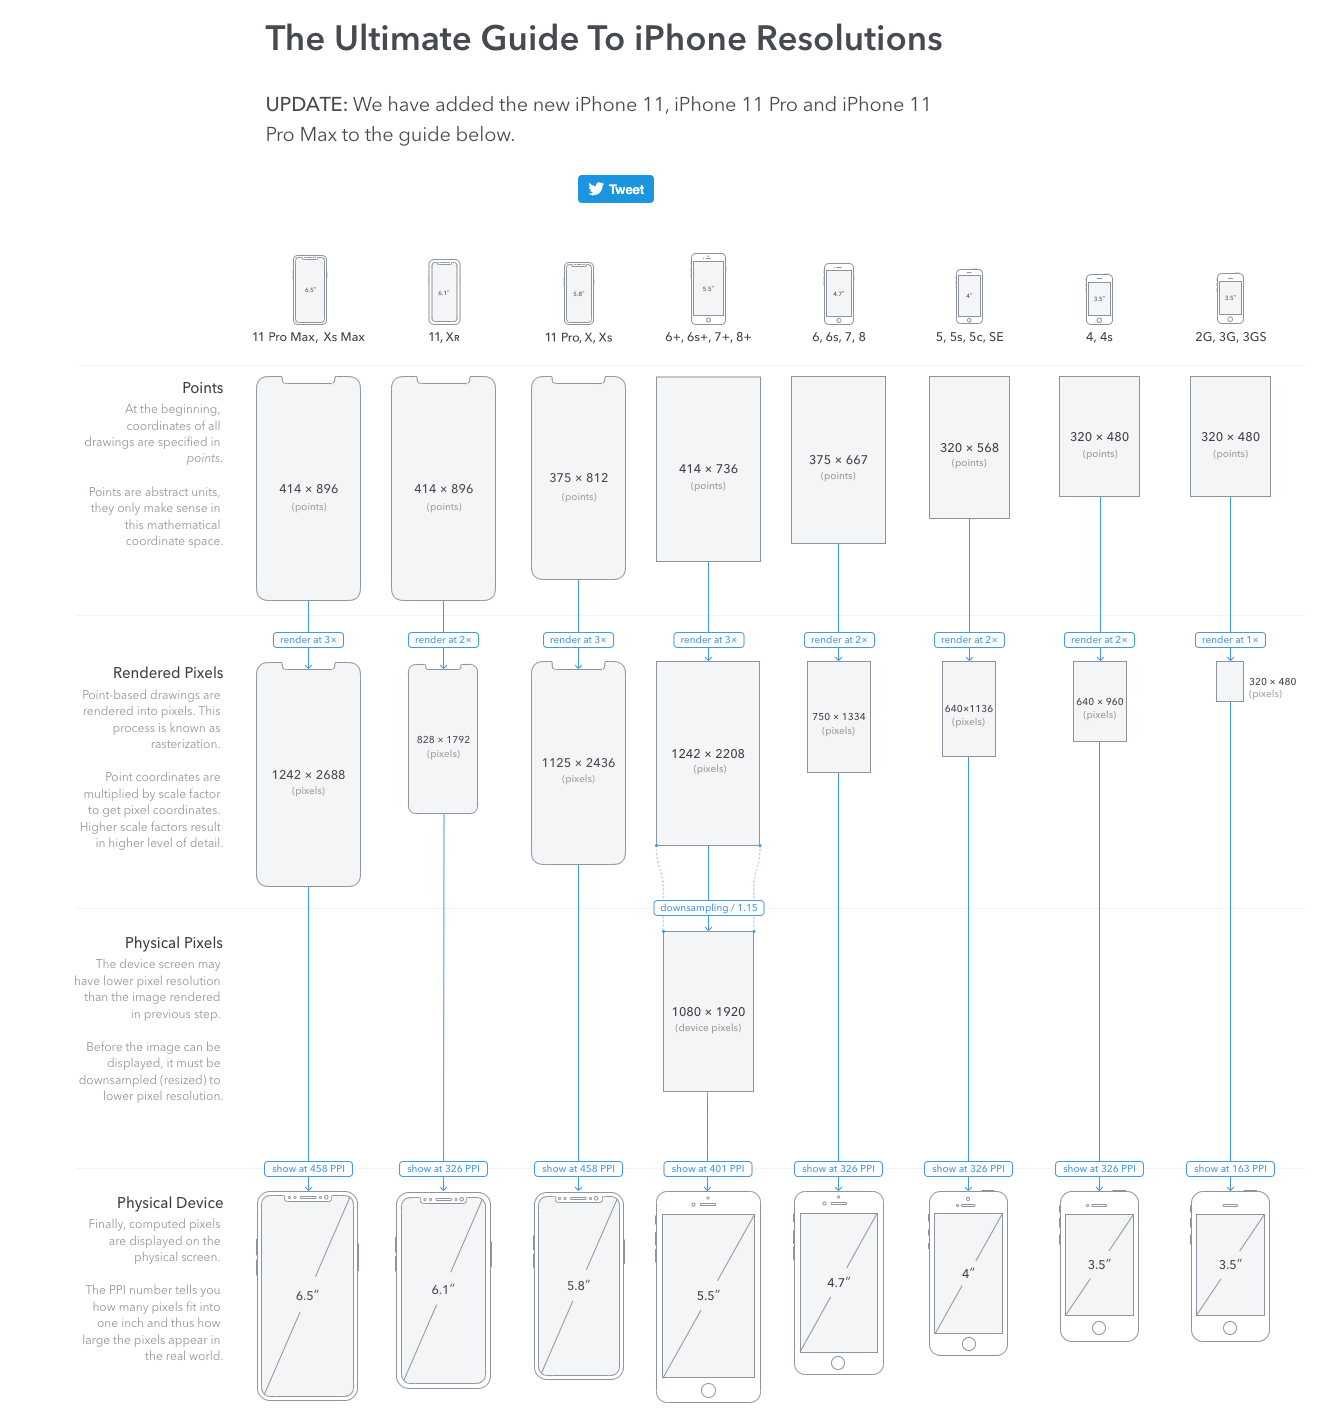 The Ultimate Guide To iPhone Resolutions
UPDATE: We have added the new iPhone 11, iPhone 11 Pro and iPhone 11
Pro Max to the guide below.
Tweet
6.5″
6.1″
5.8″
5.5″
4.7″
4″
3.5″
3.5″
11 Pro Max, Xs Max
11, XR
11 Pro, X, Xs
6+, 6s+, 7+, 8+
6, 6s, 7, 8
5, 5s, 5c, SE
4, 4s
2G, 3G, 3GS
Points
At the beginning,
coordinates of all
drawings are specified in
points.
Points are abstract units,
they only make sense in
this mathematical
coordinate space.
414 × 896
(points)
414 × 896
(points)
375 × 812
(points)
414 × 736
(points)
375 × 667
(points)
320 × 568
(points)
320 × 480
(points)
320 × 480
(points)
render at 3×
render at 2×
render at 3×
render at 3×
render at 2×
render at 2×
render at 2×
render at 1×
Rendered Pixels
Point-based drawings are
rendered into pixels. This
process is known as
rasterization.
Point coordinates are
multiplied by scale factor
to get pixel coordinates.
Higher scale factors result
in higher level of detail.
1242 × 2688
(pixels)
828 × 1792
(pixels)
1125 × 2436
(pixels)
1242 × 2208
(pixels)
750 × 1334
(pixels)
640×1136
(pixels)
640 × 960
(pixels)
320 × 480
(pixels)
downsampling / 1.15
Physical Pixels
The device screen may
have lower pixel resolution
than the image rendered
in previous step.
Before the image can be
displayed, it must be
downsampled (resized) to
lower pixel resolution.
1080 × 1920
(device pixels)
show at 458 PPI
show at 326 PPI
show at 458 PPI
show at 401 PPI
show at 326 PPI
show at 326 PPI
show at 326 PPI
show at 163 PPI
Physical Device
Finally, computed pixels
are displayed on the
physical screen.
The PPI number tells you
how many pixels fit into
one inch and thus how
large the pixels appear in
the real world.
6.5″
6.1″
5.8″
5.5″
4.7″
4″
3.5″
3.5″